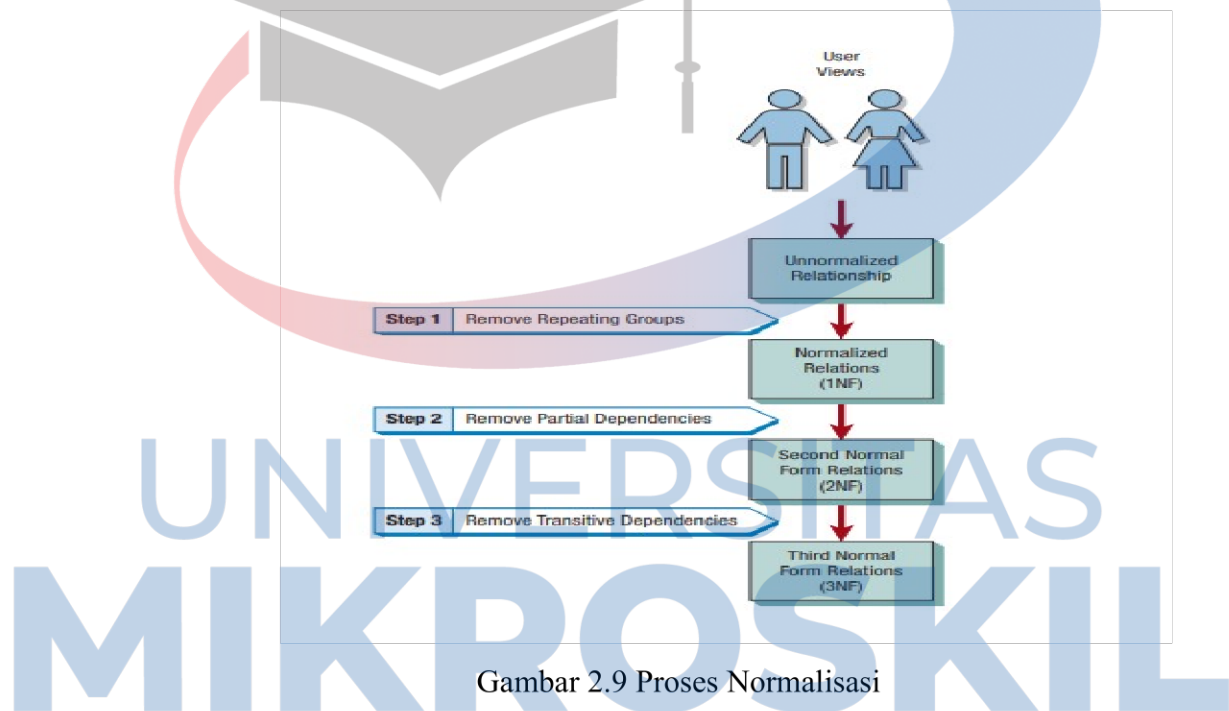 User
Views
Unnormalized
Relationship
Step 1 Remove Repeating Groups
Normalized
Relations
(1NF)
Step 2 Remove Partial Dependencies
Second Normal
Form Relations
(2NF)
Step 3 Remove Transitive Dependencies
Third Normal
Form Relations
(3NF)
UNIVERSITAS
MIKROSKIL
Gambar 2.9 Proses Normalisasi